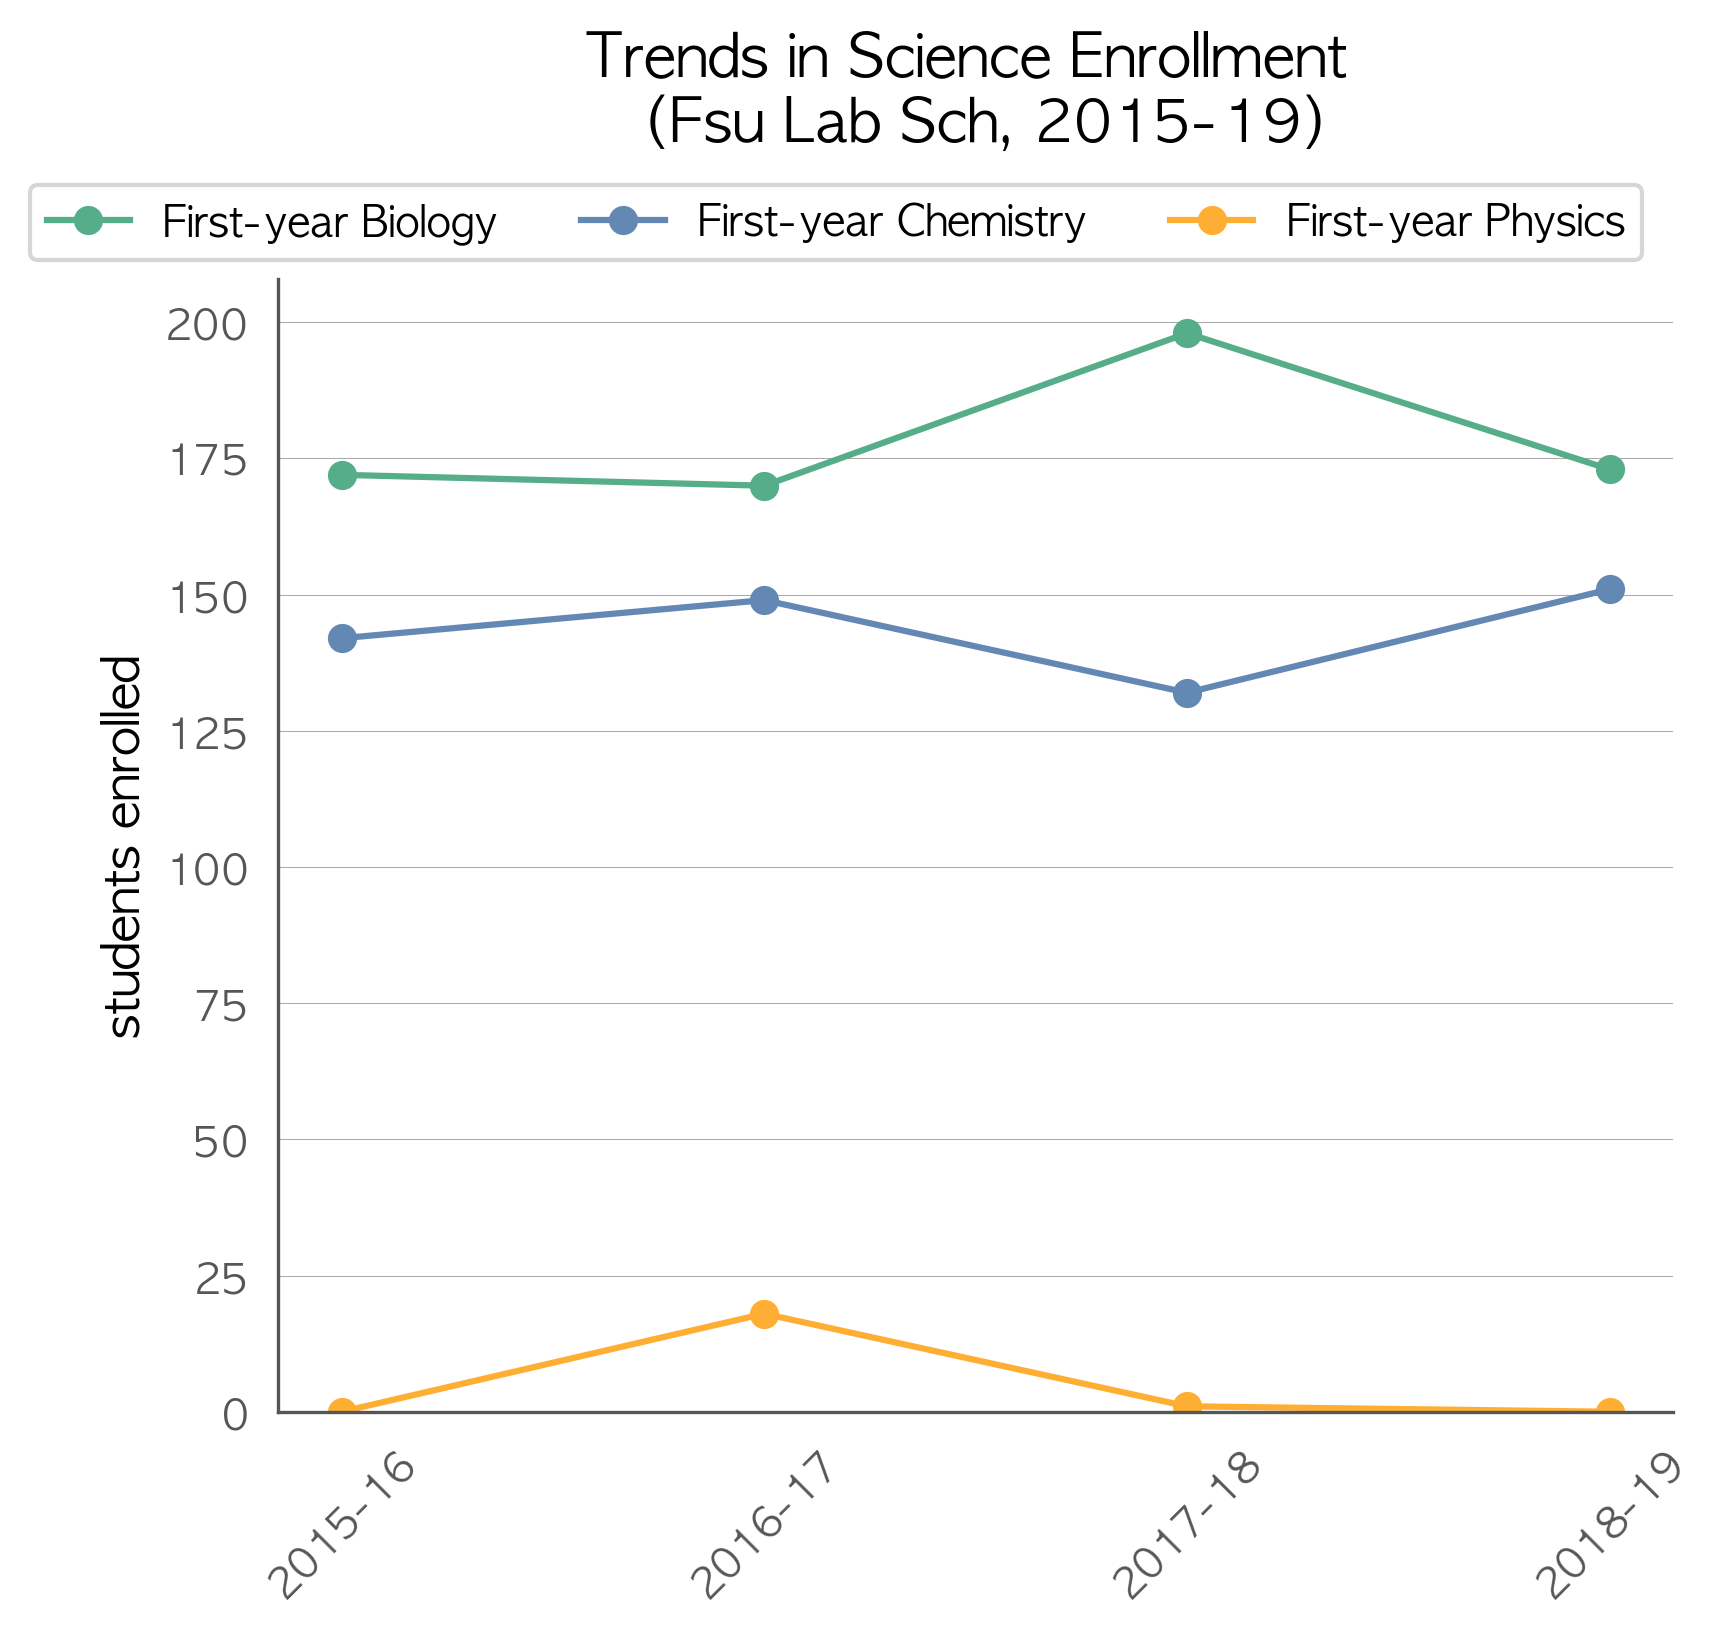 Trends in Science Enrollment
(Fsu Lab Sch, 2015-19)
First-year Biology
First-year Chemistry
First-year Physics
students enrolled
200
175
150
125
100
75
50
25
0
2015-16
2016-17
2017-18
2018-19